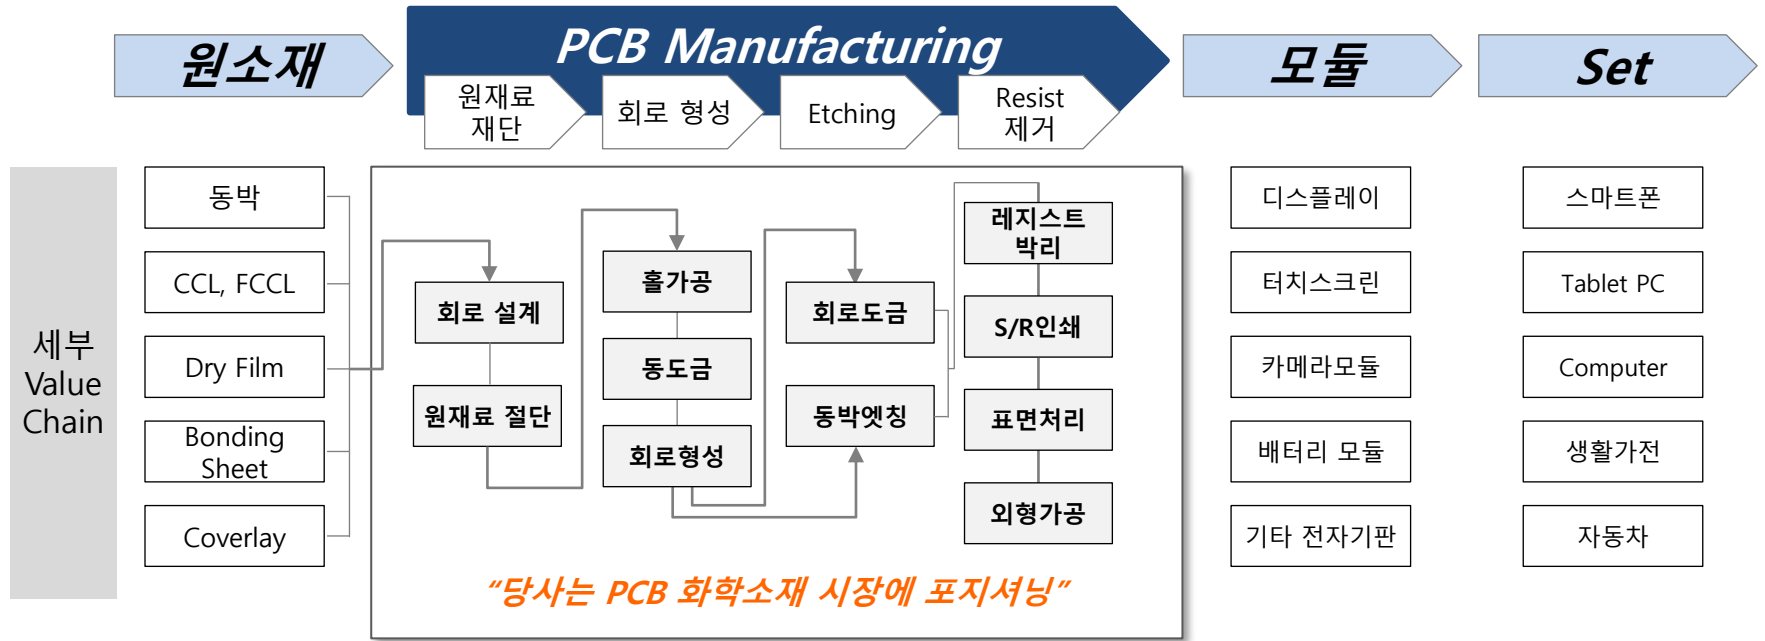 원소재
PCB Manufacturing
모듈
Set
원재료
재단
회로 형성
Etching
Resist
제거
세부
Value
Chain
동박
CCL, FCCL
Dry Film
Bonding
Sheet
Coverlay
회로 설계
원재료 절단
홀가공
동도금
회로형성
회로도금
동박엣칭
레지스트
박리
S/R인쇄
표면처리
외형가공
“당사는 PCB 화학소재 시장에 포지셔닝”
디스플레이
터치스크린
카메라모듈
배터리 모듈
기타 전자기판
스마트폰
Tablet PC
Computer
생활가전
자동차